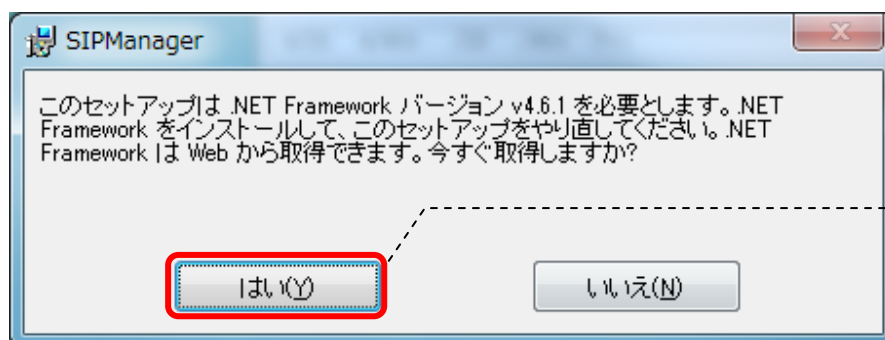 SIPManager
このセットアップは .NET Framework バージョン v4.6.1 を必要とします。.NET
Framework をインストールして、このセットアップをやり直してください。.NET
Framework は Web から取得できます。今すぐ取得しますか?
はい(Y) いいえ(N)